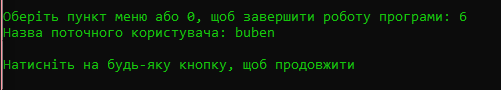 Оберіть пункт меню або 0, щоб завершити роботу програми: 6
Назва поточного користувача: buben
Натисніть на будь-яку кнопку, щоб продовжити